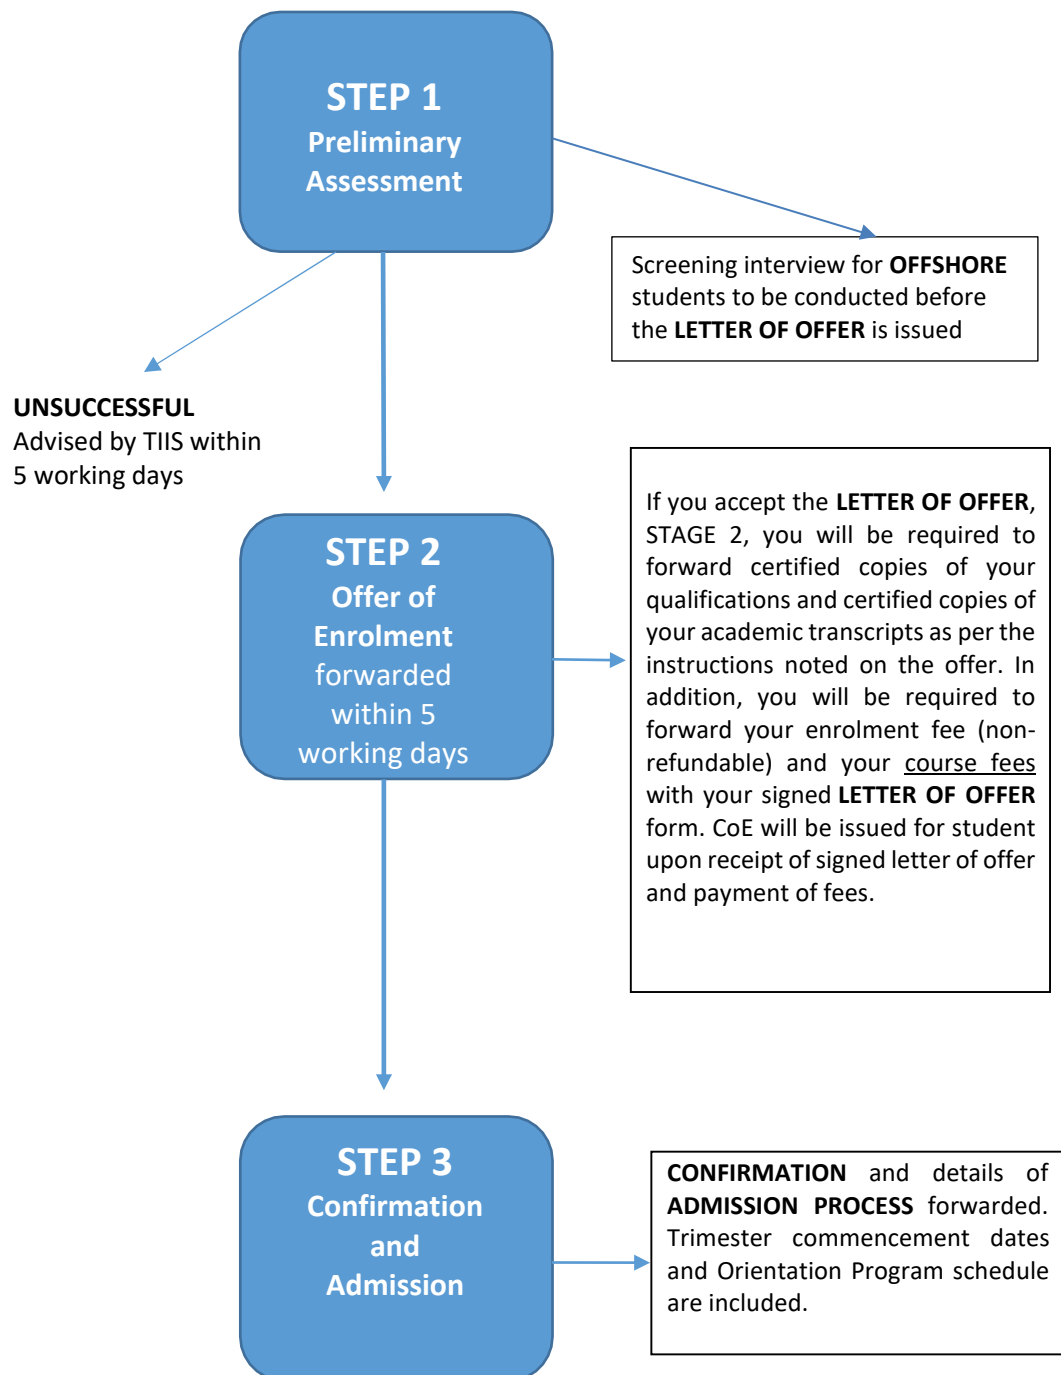 STEP 1
Preliminary
Assessment
Screening interview for OFFSHORE
students to be conducted before
the LETTER OF OFFER is issued
UNSUCCESSFUL
Advised by TIIS within
5 working days
STEP 2
Offer of
Enrolment
forwarded
within 5
working days
If you accept the LETTER OF OFFER,
STAGE 2, you will be required to
forward certified copies of your
qualifications and certified copies of
your academic transcripts as per the
instructions noted on the offer. In
addition, you will be required to
forward your enrolment fee (non-
refundable) and your course fees
with your signed LETTER OF OFFER
form. CoE will be issued for student
upon receipt of signed letter of offer
and payment of fees.
STEP 3
Confirmation
and
Admission
CONFIRMATION and details of
ADMISSION PROCESS forwarded.
Trimester commencement dates
and Orientation Program schedule
are included.